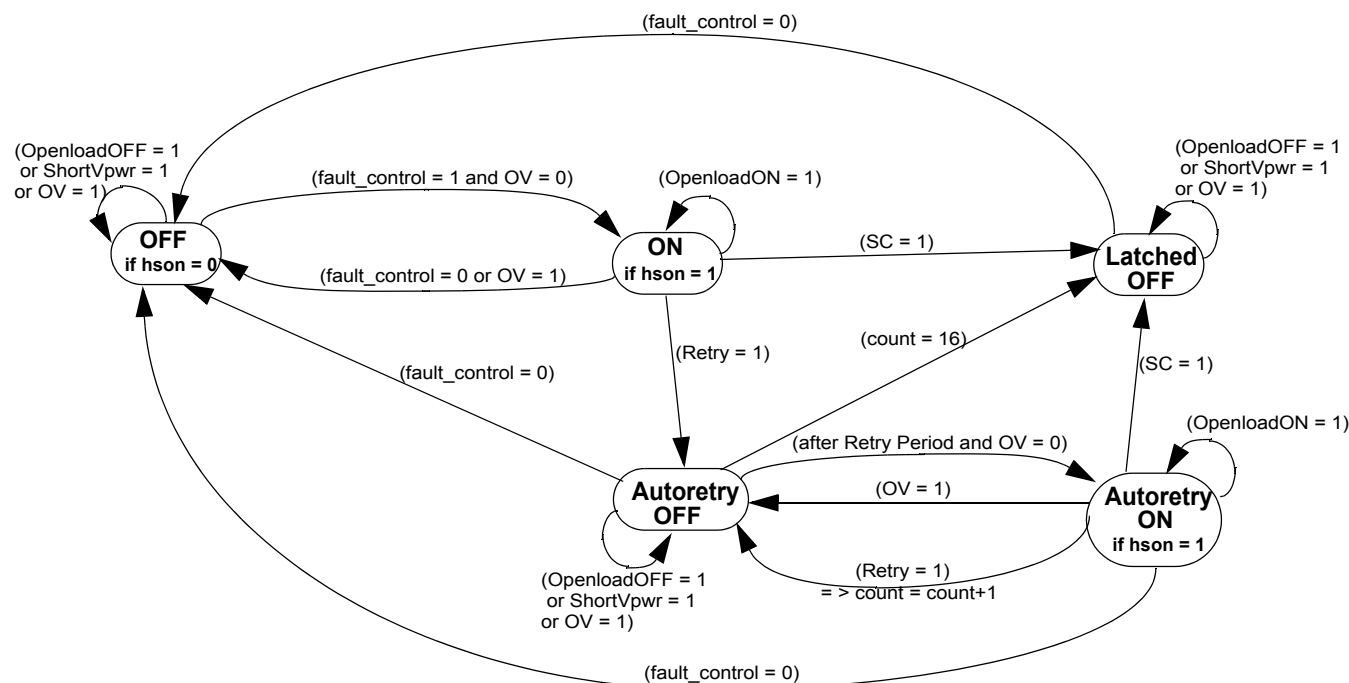 (fault_control = 0)
(OpenloadOFF = 1
or ShortVpwr = 1
or OV = 1)
(fault_control = 1 and OV = 0)
(OpenloadON = 1)
(OpenloadOFF = 1
or ShortVpwr = 1
or OV = 1)
OFF
if hson = 0
(fault_control = 0 or OV = 1)
ON
if hson = 1
(SC = 1)
Latched
OFF
(Retry = 1)
(count = 16)
(fault_control = 0)
(SC = 1)
(after Retry Period and OV = 0)
(OpenloadON = 1)
Autoretry
OFF
(OV = 1)
Autoretry
ON
if hson = 1
(OpenloadOFF = 1
or ShortVpwr = 1
or OV = 1)
(Retry = 1)
= > count = count+1
(fault_control = 0)